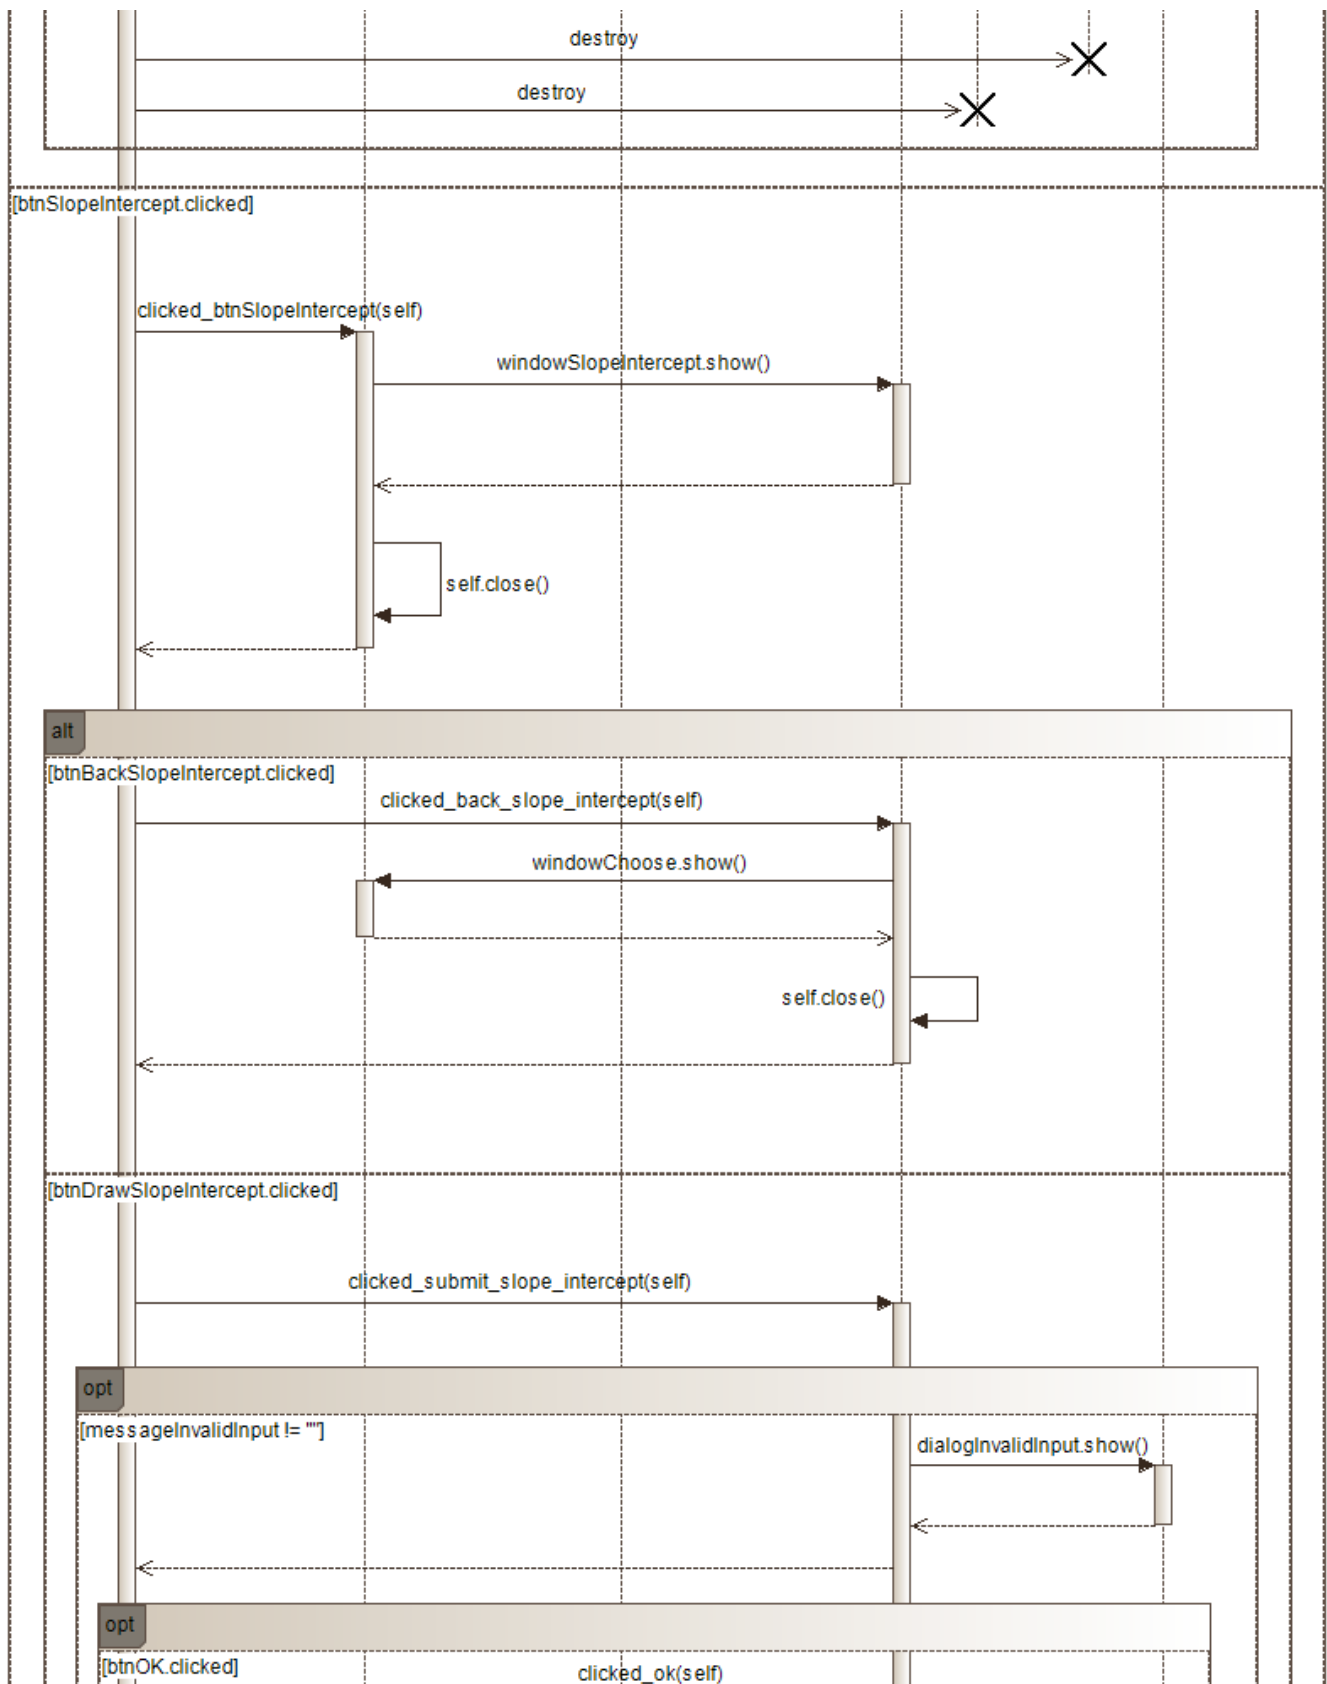 destroy
destroy
[btnSlopeIntercept.clicked]
clicked_btnSlopeIntercept(self)
windowSlopeIntercept.show()
self.close()
alt
[btnBackSlopeIntercept.clicked]
clicked_back_slope_intercept(self)
windowChoose.show()
self.close()
[btnDrawSlopeIntercept.clicked]
clicked_submit_slope_intercept(self)
opt
[messageInvalidInput != ""]
dialogInvalidInput.show()
opt
[btnOK.clicked]
clicked_ok(self)